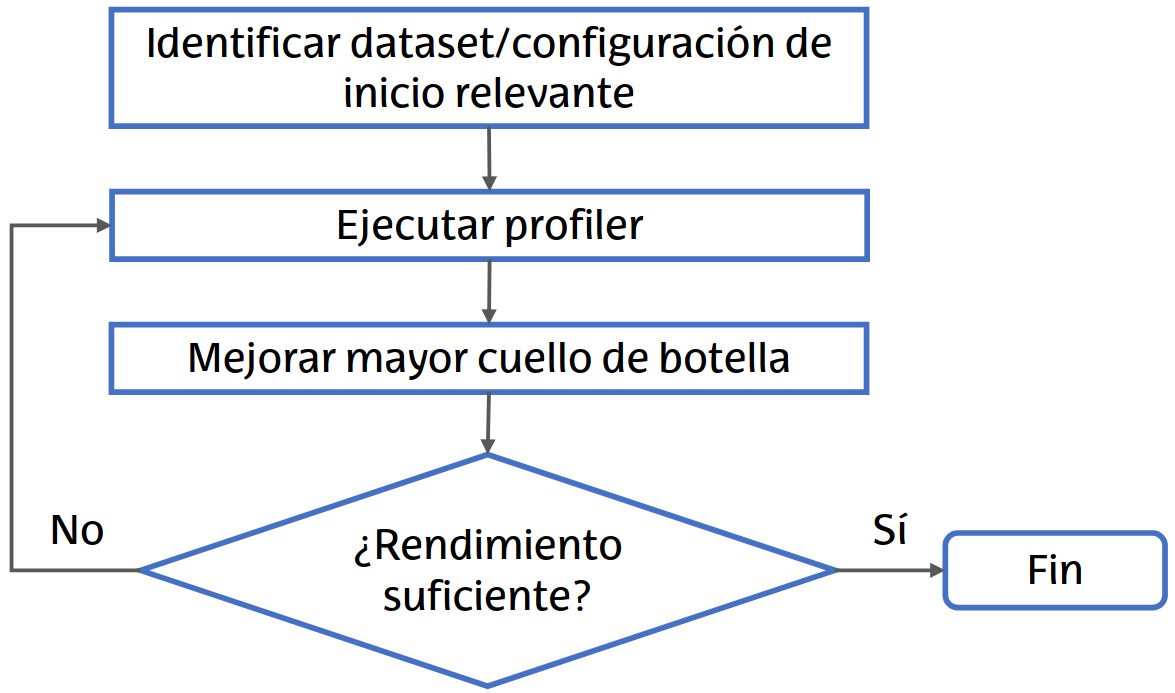 Identificar dataset/configuración de
inicio relevante
Ejecutar profiler
Mejorar mayor cuello de botella
¿Rendimiento
suficiente?
No
Sí
Fin